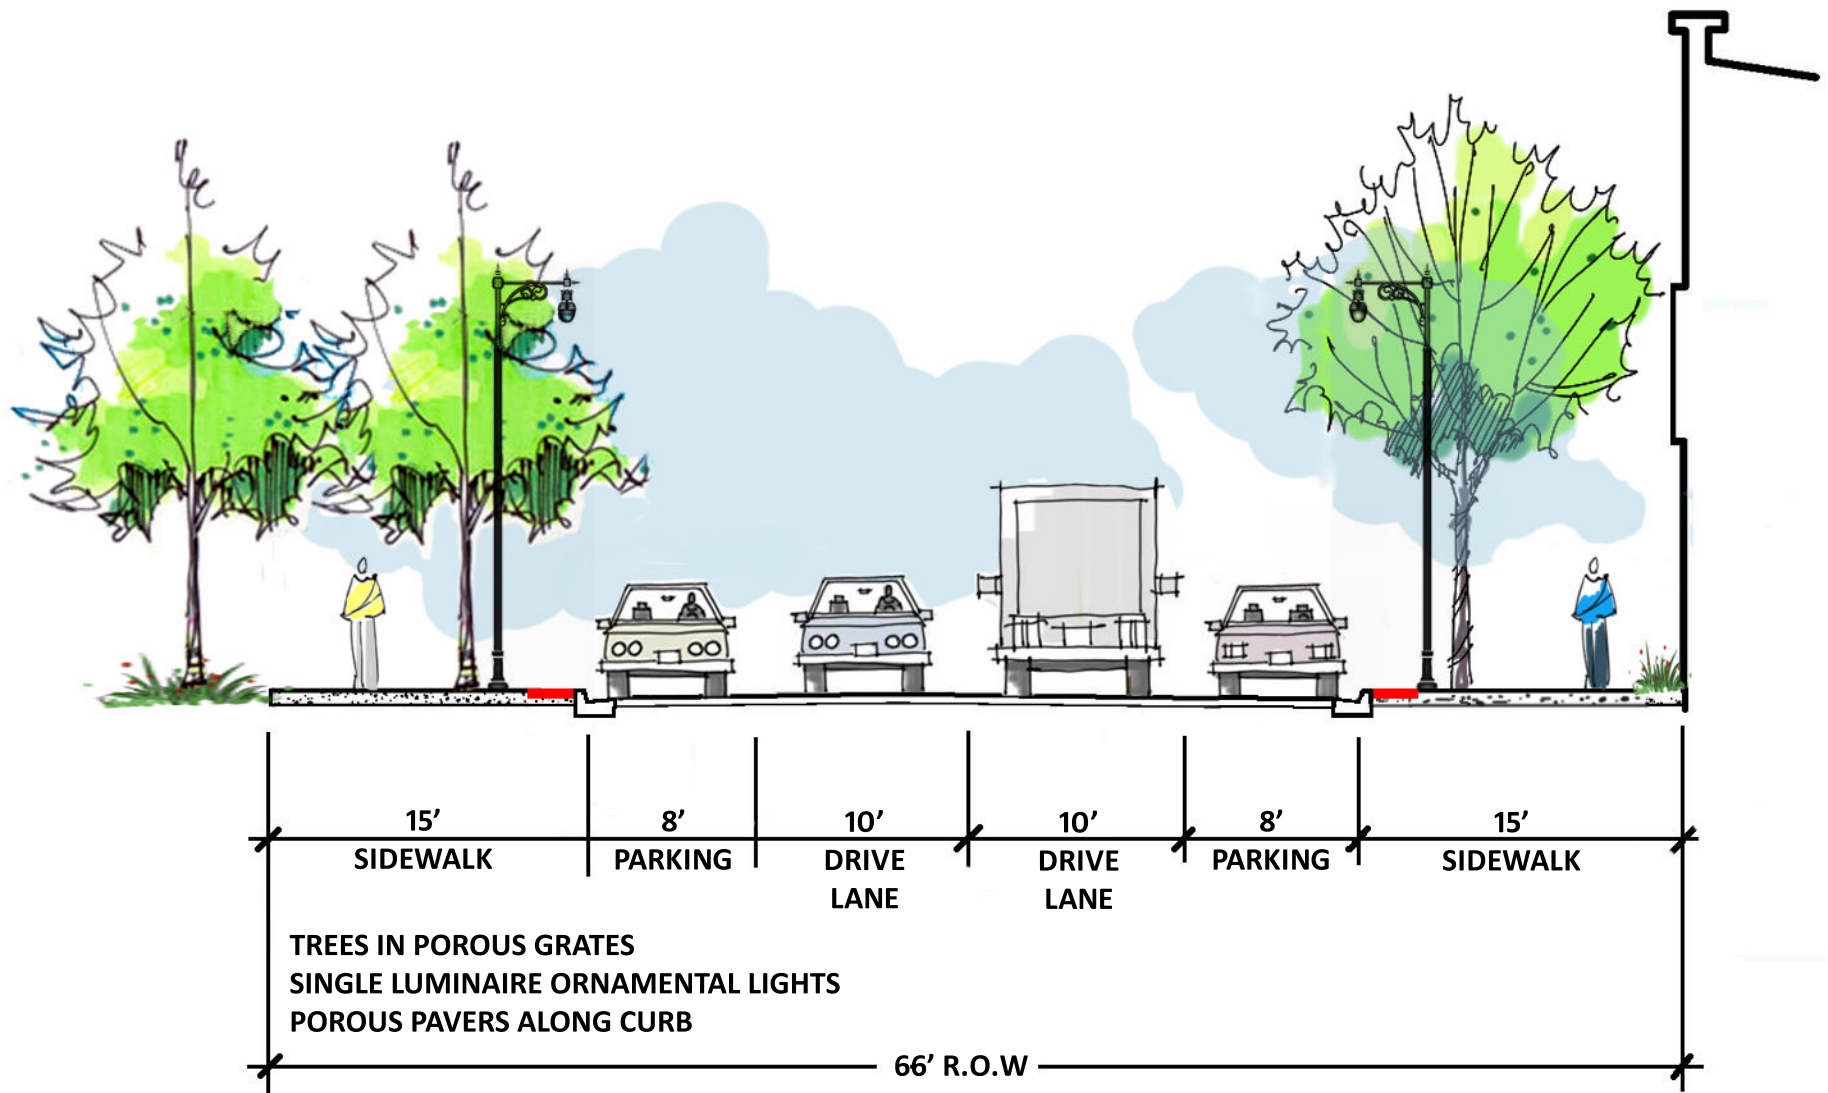 15’ 8’ 10’ 10’ 8’ 15’
SIDEWALK PARKING DRIVE LANE DRIVE LANE PARKING SIDEWALK
TREES IN POROUS GRATES
SINGLE LUMINAIRE ORNAMENTAL LIGHTS
POROUS PAVERS ALONG CURB
66’ R.O.W